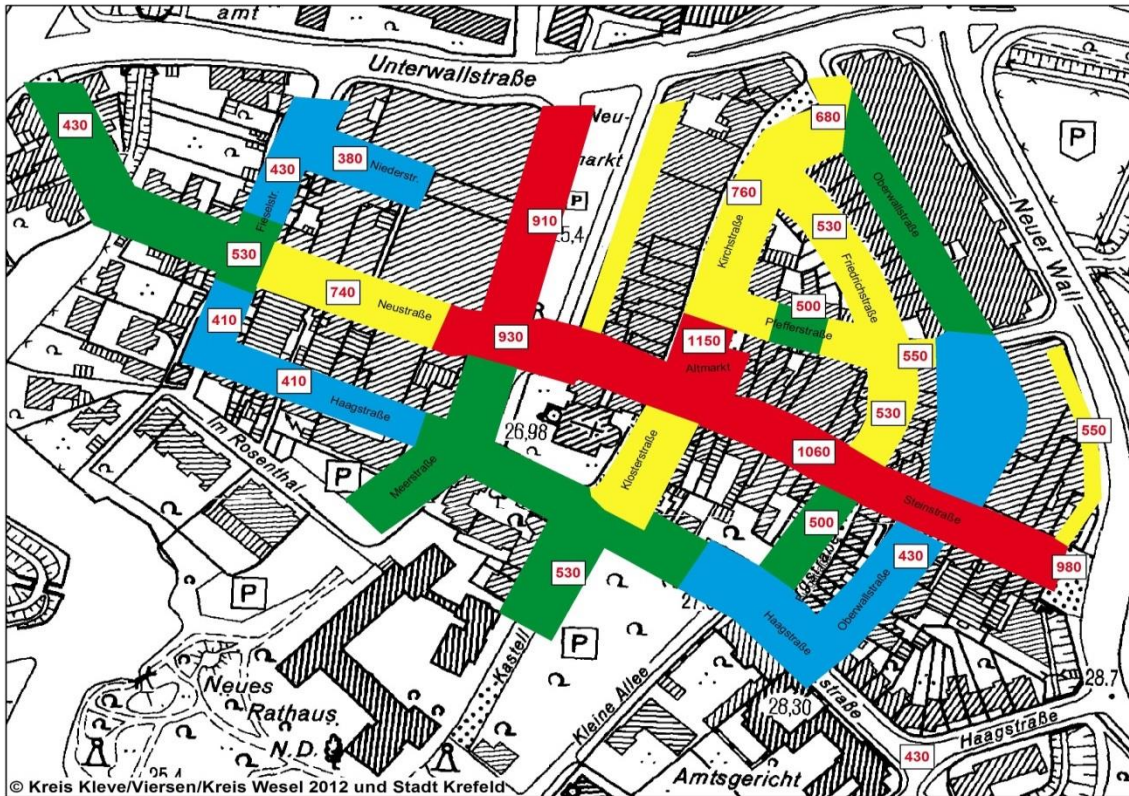 amt
Unterwallstraße
Neu-
markt
P
430
430
380
Niederstr.
Fieselstr.
910
25,4
P
680
760
Kirchstraße
530
Friedrichstraße
Oberwallstraße
Neuer Wall
P
530
740
Neustraße
410
410
Haagstraße
930
1150
Altmarkt
500
Pfefferstraße
550
530
550
26,98
Klosterstraße
1060
Steinstraße
980
Im Rosenthal
P
Meerstraße
500
430
Oberwallstraße
530
P
P
Haagstraße
Kastell
Kleine Allee
28,30
straße
28.7
Haagstraße
430
Neues
Rathaus
N.D.
25,4
Amtsgericht
© Kreis Kleve/Viersen/Kreis Wesel 2012 und Stadt Krefeld